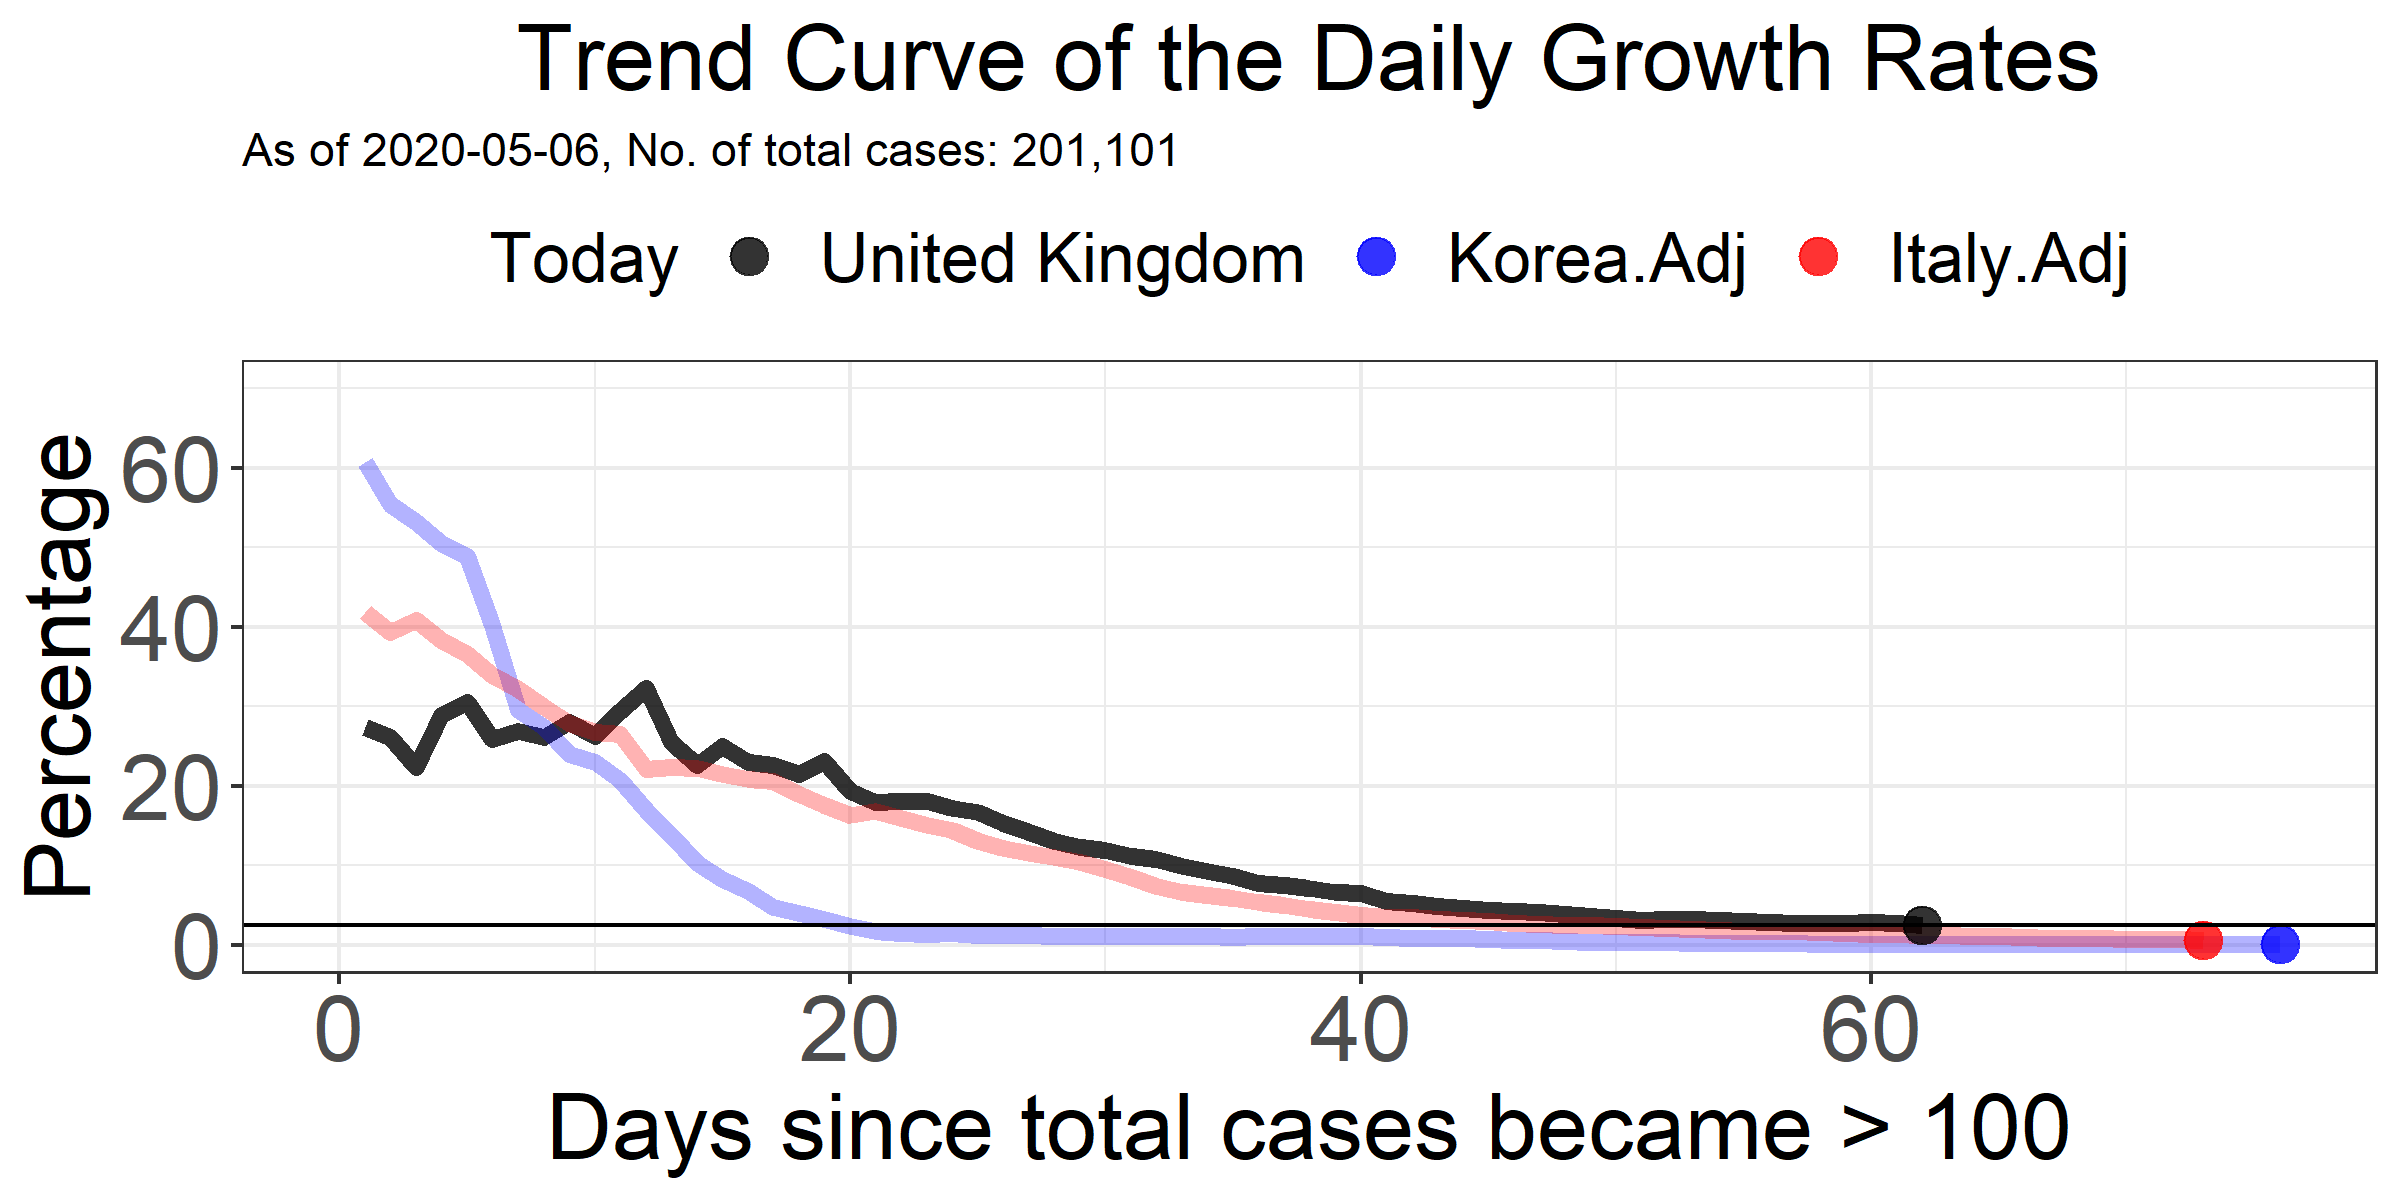 Trend Curve of the Daily Growth Rates
As of 2020-05-06, No. of total cases: 201,101
Today United Kingdom Korea.Adj Italy.Adj
Percentage
60
40
20
0
0 20 40 60
Days since total cases became > 100